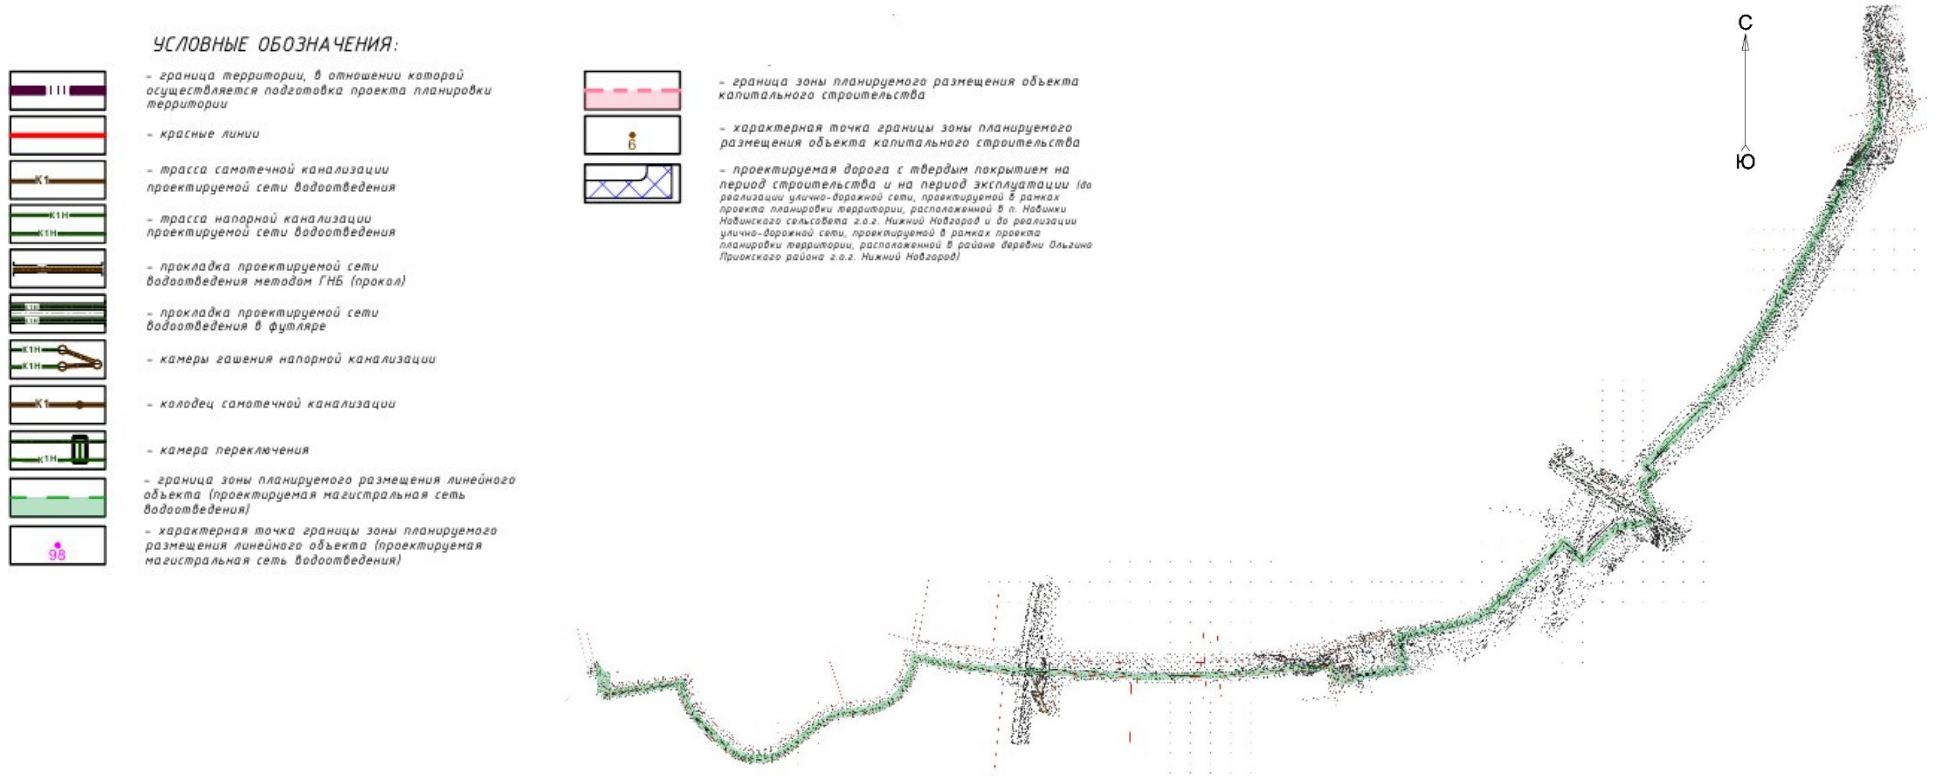 УСЛОВНЫЕ ОБОЗНАЧЕНИЯ:
– граница территории, в отношении которой
осуществляется подготовка проекта планировки
территории
– красные линии
К1
– трасса самотечной канализации
проектируемой сети водоотведения
К1Н
К1Н
– трасса напорной канализации
проектируемой сети водоотведения
– прокладка проектируемой сети
водоотведения методом ГНБ (прокол)
– прокладка проектируемой сети
водоотведения в футляре
К1Н
К1Н
– камеры гашения напорной канализации
К1
– колодец самотечной канализации
К1Н
– камера переключения
– граница зоны планируемого размещения линейного
объекта (проектируемая магистральная сеть
водоотведения)
98
– характерная точка границы зоны планируемого
размещения линейного объекта (проектируемая
магистральная сеть водоотведения)
– граница зоны планируемого размещения объекта
капитального строительства
6
– характерная точка границы зоны планируемого
размещения объекта капитального строительства
– проектируемая дорога с твердым покрытием на
период строительства и на период эксплуатации (до
реализации улично-дорожной сети, проектируемой в рамках
проекта планировки территории, расположенной в п. Новинки
Новинского сельсовета г.о.г. Нижний Новгород и до реализации
улично-дорожной сети, проектируемой в рамках проекта
планировки территории, расположенной в районе деревни Ольгино
Приокского района г.о.г. Нижний Новгород)
С
Ю